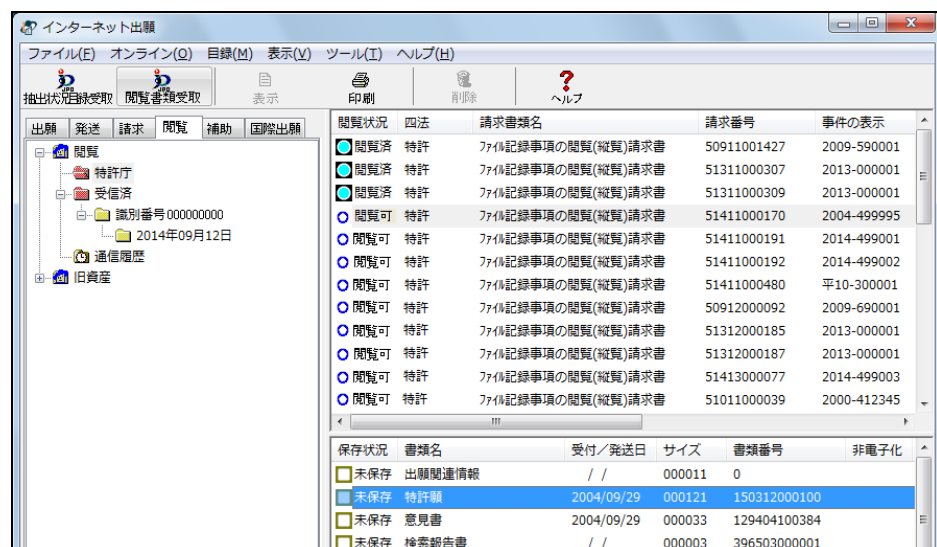 インターネット出願
ファイル(F) オンライン(O) 目録(M) 表示(V) ツール(T) ヘルプ(H)
抽出状況目録受取 閲覧書類受取 表示 印刷 削除 ヘルプ
出願 発送 請求 閲覧 補助 国際出願
閲覧
特許庁
受信済
識別番号000000000
2014年09月12日
通信履歴
旧資産
閲覧状況 四法 請求書類名 請求番号 事件の表示
閲覧済 特許 ファイル記録事項の閲覧(縦覧)請求書 50911001427 2009-590001
閲覧済 特許 ファイル記録事項の閲覧(縦覧)請求書 51311000307 2013-000001
閲覧済 特許 ファイル記録事項の閲覧(縦覧)請求書 51311000309 2013-000001
閲覧可 特許 ファイル記録事項の閲覧(縦覧)請求書 51411000170 2004-499995
閲覧可 特許 ファイル記録事項の閲覧(縦覧)請求書 51411000191 2014-499001
閲覧可 特許 ファイル記録事項の閲覧(縦覧)請求書 51411000192 2014-499002
閲覧可 特許 ファイル記録事項の閲覧(縦覧)請求書 51411000480 平10-300001
閲覧可 特許 ファイル記録事項の閲覧(縦覧)請求書 50912000092 2009-690001
閲覧可 特許 ファイル記録事項の閲覧(縦覧)請求書 51312000185 2013-000001
閲覧可 特許 ファイル記録事項の閲覧(縦覧)請求書 51312000187 2013-000001
閲覧可 特許 ファイル記録事項の閲覧(縦覧)請求書 51413000077 2014-499003
閲覧可 特許 ファイル記録事項の閲覧(縦覧)請求書 51011000039 2000-412345
保存状況 書類名 受付/発送日 サイズ 書類番号 非電子化
未保存 出願関連情報 / / 000011 0
未保存 特許願 2004/09/29 000121 150312000100
未保存 意見書 2004/09/29 000033 129404100384
未保存 検索報告書 / / 000003 396503000001